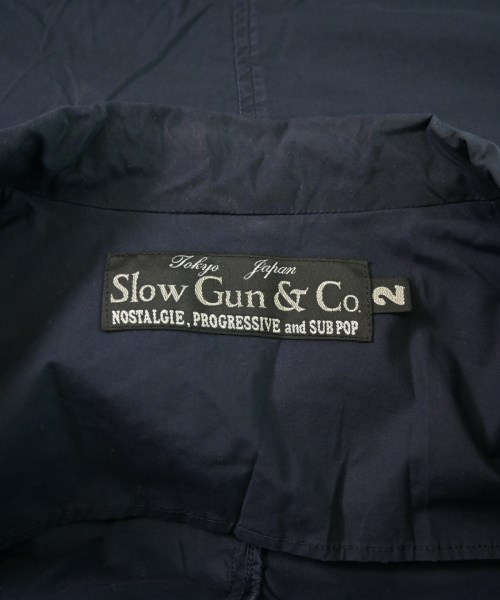 Tokyo Japan
Slow Gun & Co.
NOSTALGIE, PROGRESSIVE and SUB POP
2